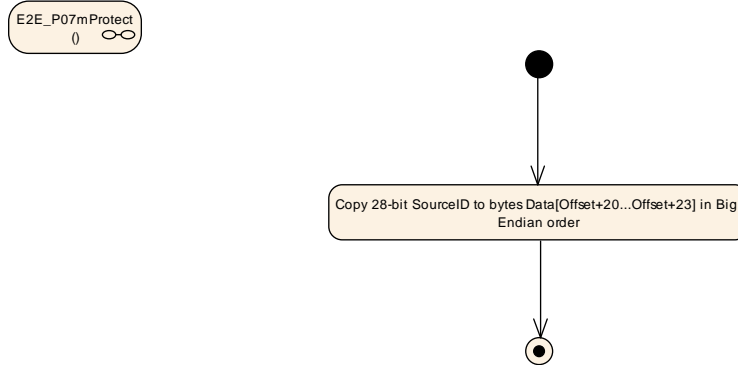 E2E_P07mProtect
()
Copy 28-bit SourceID to bytes Data[Offset+20...Offset+23] in Big
Endian order